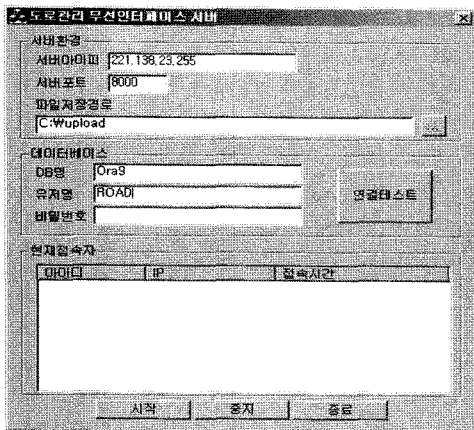 도로관리 무선인터페이스 서버
서버환경
서버아이피 221,138,23,255
서버포트 8000
파일저장경로
C:₩upload
...
데이터베이스
DB명 Ora9
유저명 ROAD
비밀번호
연결테스트
현재접속자
아이디 IP 접속시간
시작 중지 종료